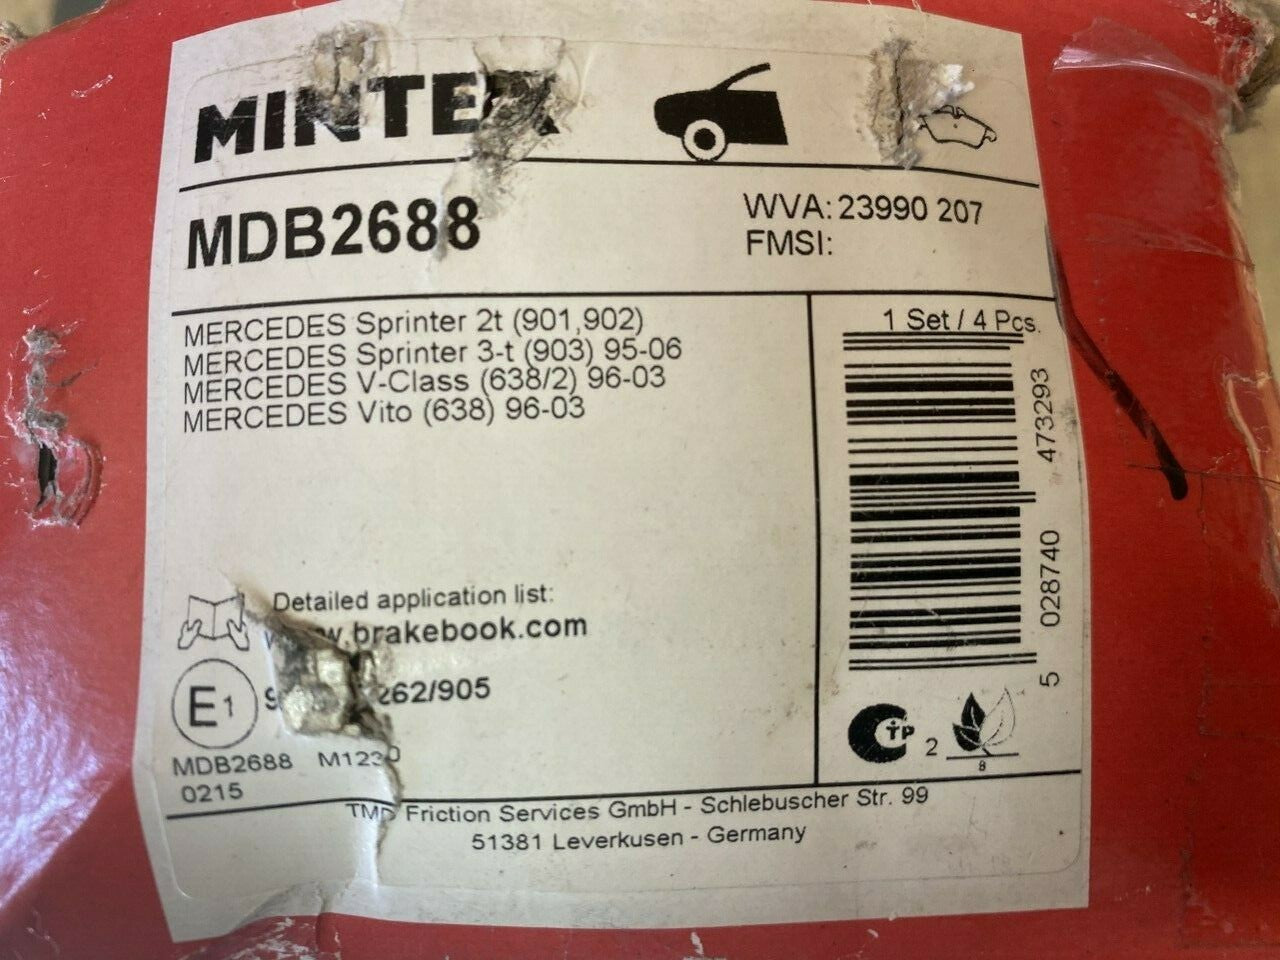 MINTEX
MDB2688
WVA: 23990 207
FMSI:
MERCEDES Sprinter 2t (901,902)
MERCEDES Sprinter 3-t (903) 95-06
MERCEDES V-Class (638/2) 96-03
MERCEDES Vito (638) 96-03
1 Set / 4 Pcs.
5 028740 473293
Detailed application list:
www.brakebook.com
E1
262/905
MDB2688 M1230
0215
TP 2
8
TMD Friction Services GmbH - Schlebuscher Str. 99
51381 Leverkusen - Germany